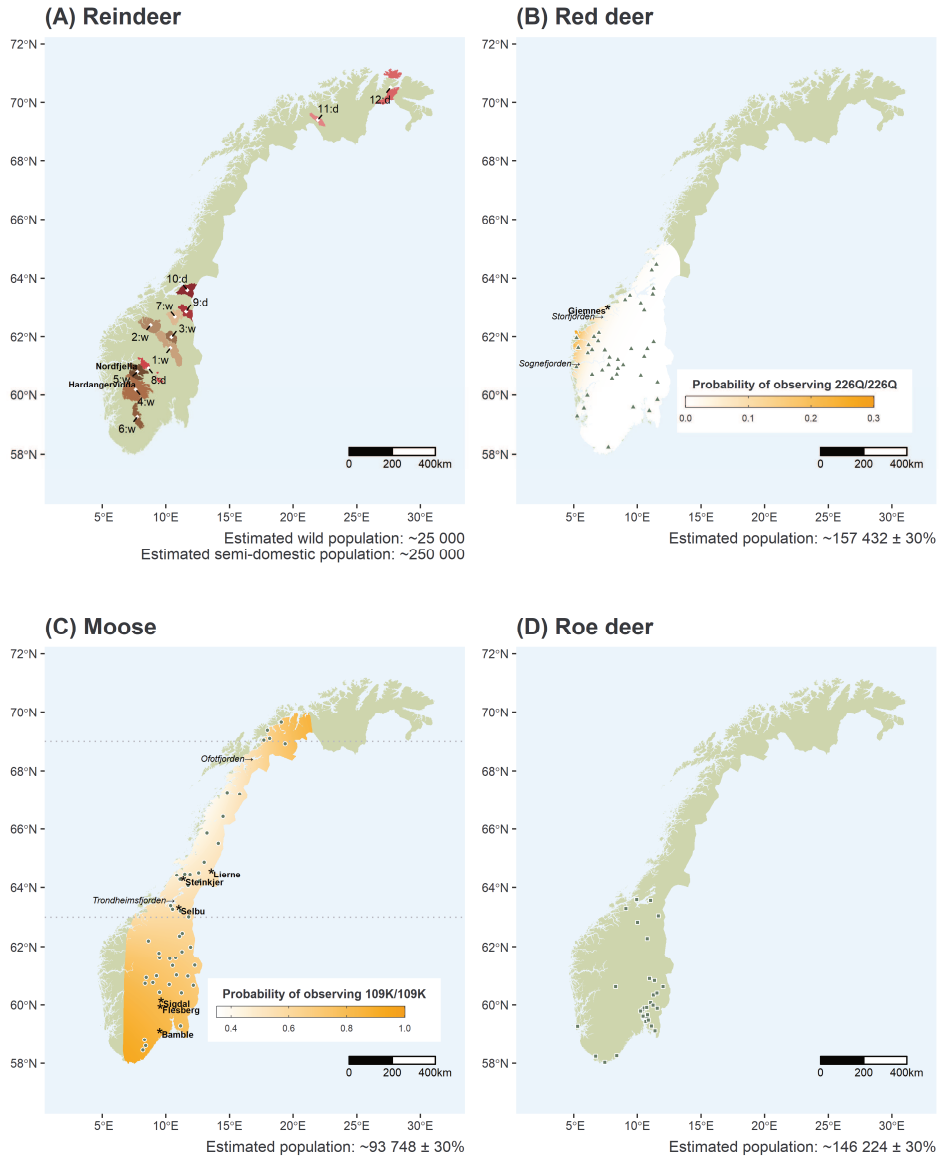 (A) Reindeer
72°N
70°N
68°N
66°N
64°N
62°N
60°N
58°N
12:d
11:d
10:d
9:d
7:w
3:w
2:w
1:w
Nordfjella
5:w
8:d
Hardangervidda
4:w
6:w
0 200 400km
5°E 10°E 15°E 20°E 25°E 30°E
Estimated wild population: ~25 000
Estimated semi-domestic population: ~250 000
(B) Red deer
72°N
70°N
68°N
66°N
64°N
62°N
60°N
58°N
Gjemnes*
Storfjorden→
Sognefjorden→
Probability of observing 226Q/226Q
0.0 0.1 0.2 0.3
0 200 400km
5°E 10°E 15°E 20°E 25°E 30°E
Estimated population: ~157 432 ± 30%
(C) Moose
72°N
70°N
68°N
66°N
64°N
62°N
60°N
58°N
Ofotfjorden→
*Lierne
*Steinkjer
Trondheimsfjorden→
*Selbu
*Sigdal
*Flesberg
*Bamble
Probability of observing 109K/109K
0.4 0.6 0.8 1.0
0 200 400km
5°E 10°E 15°E 20°E 25°E 30°E
Estimated population: ~93 748 ± 30%
(D) Roe deer
72°N
70°N
68°N
66°N
64°N
62°N
60°N
58°N
0 200 400km
5°E 10°E 15°E 20°E 25°E 30°E
Estimated population: ~146 224 ± 30%